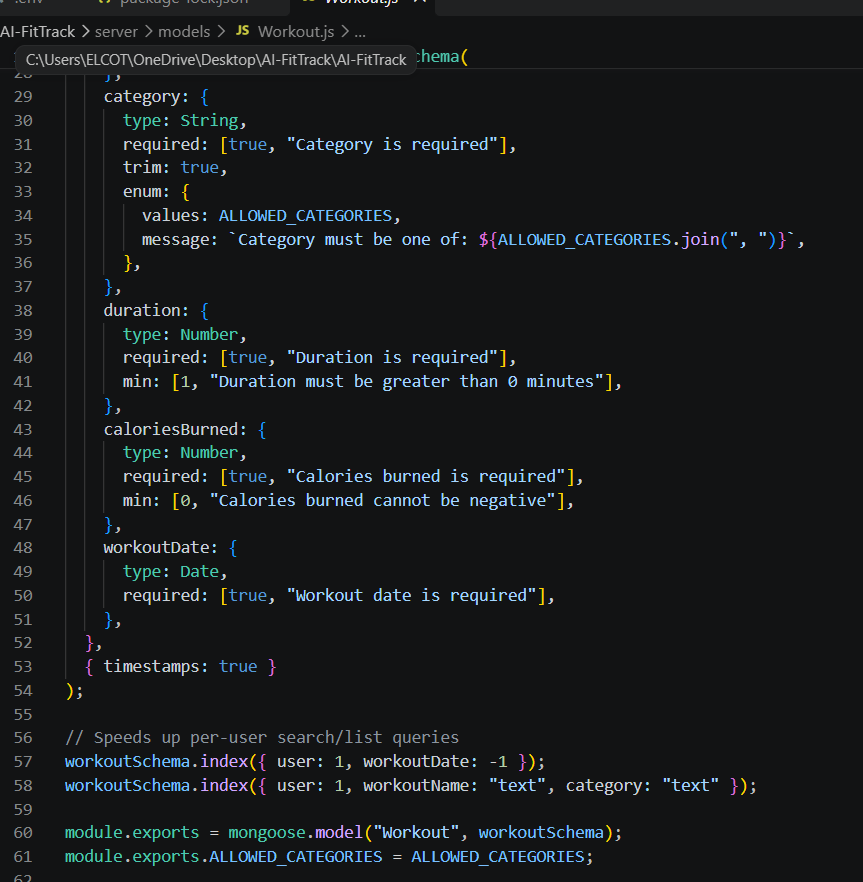 .env package-lock.json Workout.js
AI-FitTrack > server > models > JS Workout.js > ...
C:\Users\ELCOT\OneDrive\Desktop\AI-FitTrack\AI-FitTrack chema(
28 },
29 category: {
30 type: String,
31 required: [true, "Category is required"],
32 trim: true,
33 enum: {
34 values: ALLOWED_CATEGORIES,
35 message: `Category must be one of: ${ALLOWED_CATEGORIES.join(", ")}`,
36 },
37 },
38 duration: {
39 type: Number,
40 required: [true, "Duration is required"],
41 min: [1, "Duration must be greater than 0 minutes"],
42 },
43 caloriesBurned: {
44 type: Number,
45 required: [true, "Calories burned is required"],
46 min: [0, "Calories burned cannot be negative"],
47 },
48 workoutDate: {
49 type: Date,
50 required: [true, "Workout date is required"],
51 },
52 },
53 { timestamps: true }
54 );
55
56 // Speeds up per-user search/list queries
57 workoutSchema.index({ user: 1, workoutDate: -1 });
58 workoutSchema.index({ user: 1, workoutName: "text", category: "text" });
59
60 module.exports = mongoose.model("Workout", workoutSchema);
61 module.exports.ALLOWED_CATEGORIES = ALLOWED_CATEGORIES;
62